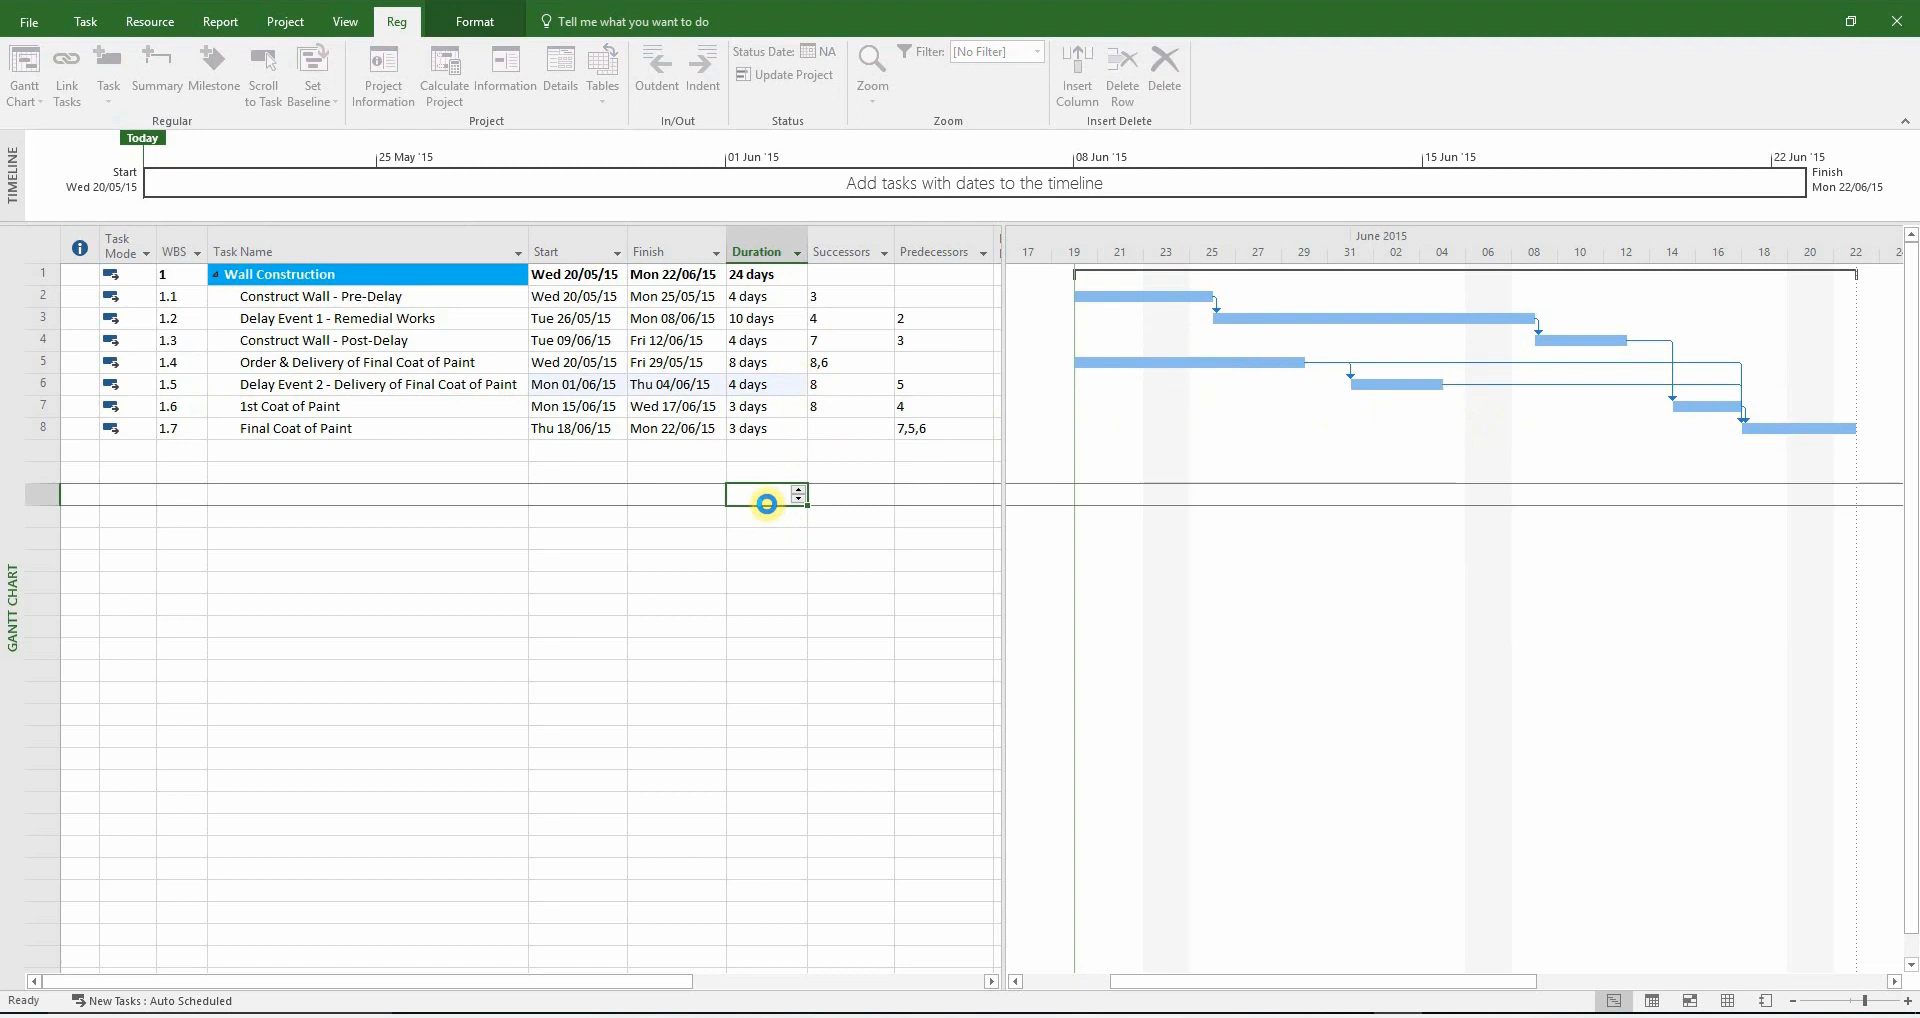 File Task Resource Report Project View Reg Format Tell me what you want to do
Gantt Chart Link Tasks Task Summary Milestone Scroll to Task Set Baseline
Regular
Project Information Calculate Project Information Details Tables
Project
Outdent Indent
In/Out
Status Date: NA
Update Project
Status
Zoom Filter: [No Filter]
Zoom
Insert Column Delete Row Delete
Insert Delete
TIMELINE
Today
25 May '15 01 Jun '15 08 Jun '15 15 Jun '15 22 Jun '15
Start
Wed 20/05/15
Add tasks with dates to the timeline
Finish
Mon 22/06/15
GANTT CHART
Task Mode WBS Task Name Start Finish Duration Successors Predecessors
June 2015
17 19 21 23 25 27 29 31 02 04 06 08 10 12 14 16 18 20 22
1 1 Wall Construction Wed 20/05/15 Mon 22/06/15 24 days
2 1.1 Construct Wall - Pre-Delay Wed 20/05/15 Mon 25/05/15 4 days 3
3 1.2 Delay Event 1 - Remedial Works Tue 26/05/15 Mon 08/06/15 10 days 4 2
4 1.3 Construct Wall - Post-Delay Tue 09/06/15 Fri 12/06/15 4 days 7 3
5 1.4 Order & Delivery of Final Coat of Paint Wed 20/05/15 Fri 29/05/15 8 days 8,6
6 1.5 Delay Event 2 - Delivery of Final Coat of Paint Mon 01/06/15 Thu 04/06/15 4 days 8 5
7 1.6 1st Coat of Paint Mon 15/06/15 Wed 17/06/15 3 days 8 4
8 1.7 Final Coat of Paint Thu 18/06/15 Mon 22/06/15 3 days 7,5,6
Ready New Tasks : Auto Scheduled